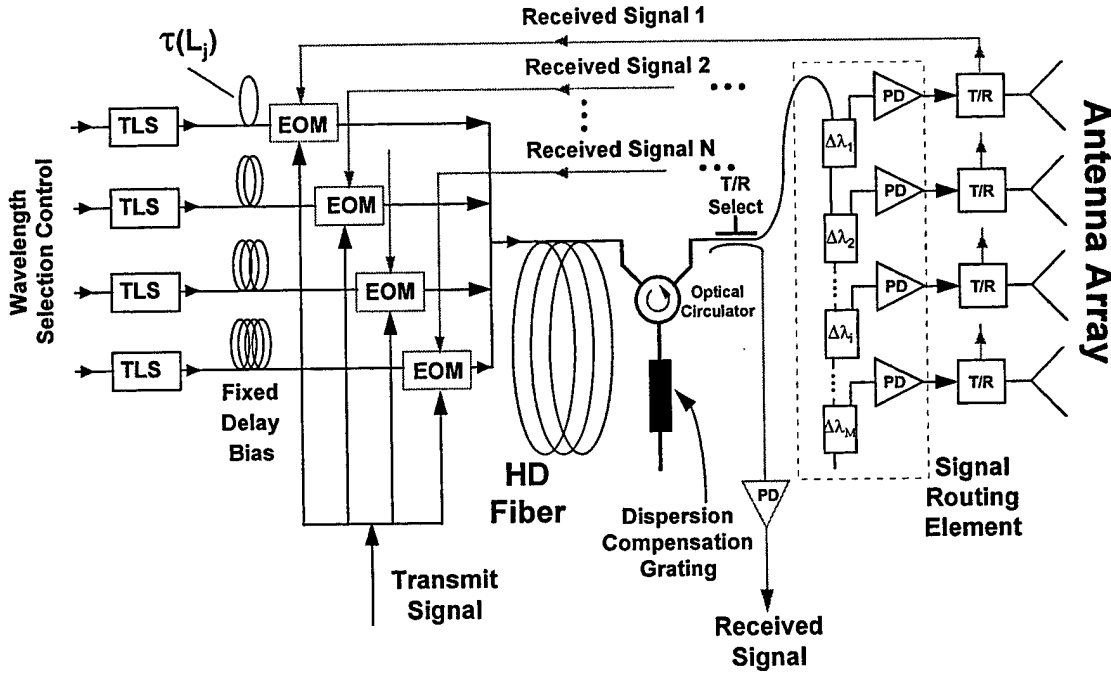 Received Signal 1
τ(Lj)
Received Signal 2
Received Signal N
TLS
TLS
TLS
TLS
EOM
EOM
EOM
EOM
Wavelength
Selection Control
Fixed
Delay
Bias
HD
Fiber
Transmit
Signal
T/R
Select
Optical
Circulator
Dispersion
Compensation
Grating
PD
Received
Signal
Δλ1
Δλ2
Δλi
ΔλM
PD
PD
PD
PD
T/R
T/R
T/R
T/R
Signal
Routing
Element
Antenna Array